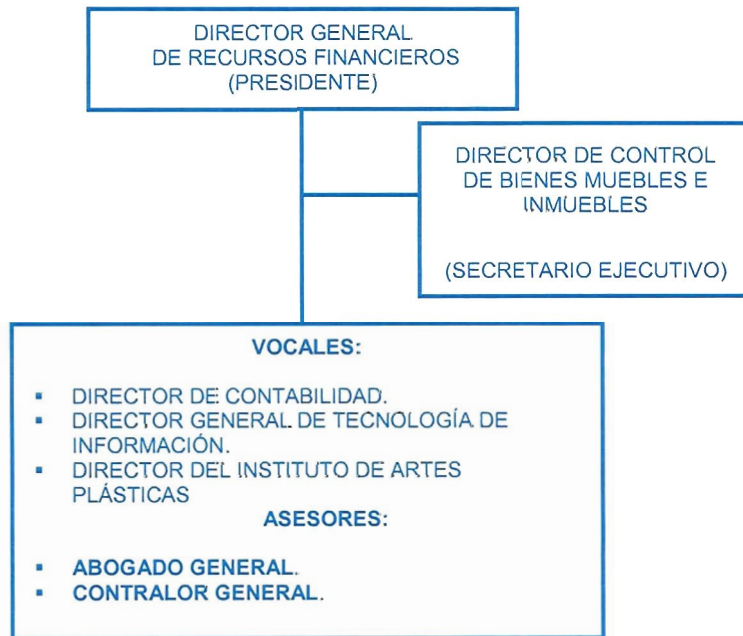 DIRECTOR GENERAL
DE RECURSOS FINANCIEROS
(PRESIDENTE)
DIRECTOR DE CONTROL
DE BIENES MUEBLES E
INMUEBLES
(SECRETARIO EJECUTIVO)
VOCALES:
▪ DIRECTOR DE CONTABILIDAD.
▪ DIRECTOR GENERAL DE TECNOLOGÍA DE
INFORMACIÓN.
▪ DIRECTOR DEL INSTITUTO DE ARTES
PLÁSTICAS
ASESORES:
▪ ABOGADO GENERAL.
▪ CONTRALOR GENERAL.